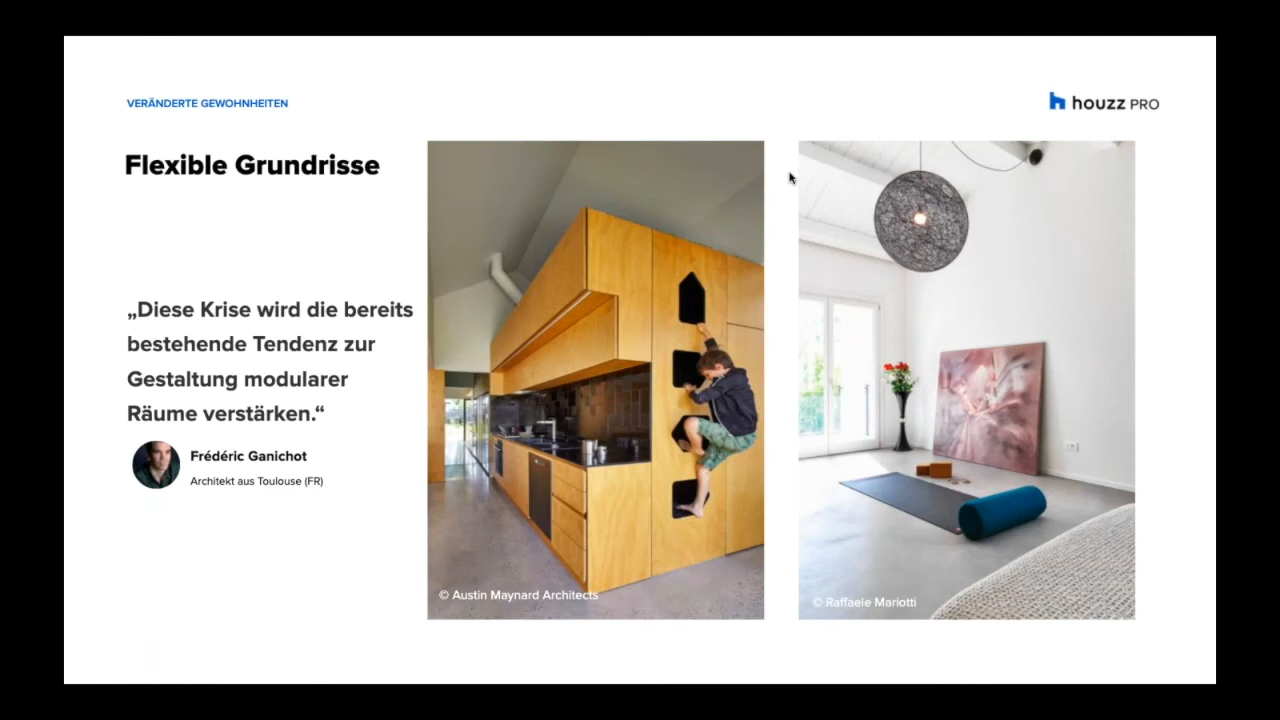 VERÄNDERTE GEWOHNHEITEN
houzz PRO
Flexible Grundrisse
„Diese Krise wird die bereits
bestehende Tendenz zur
Gestaltung modularer
Räume verstärken.“
Frédéric Ganichot
Architekt aus Toulouse (FR)
© Austin Maynard Architects
© Raffaele Mariotti